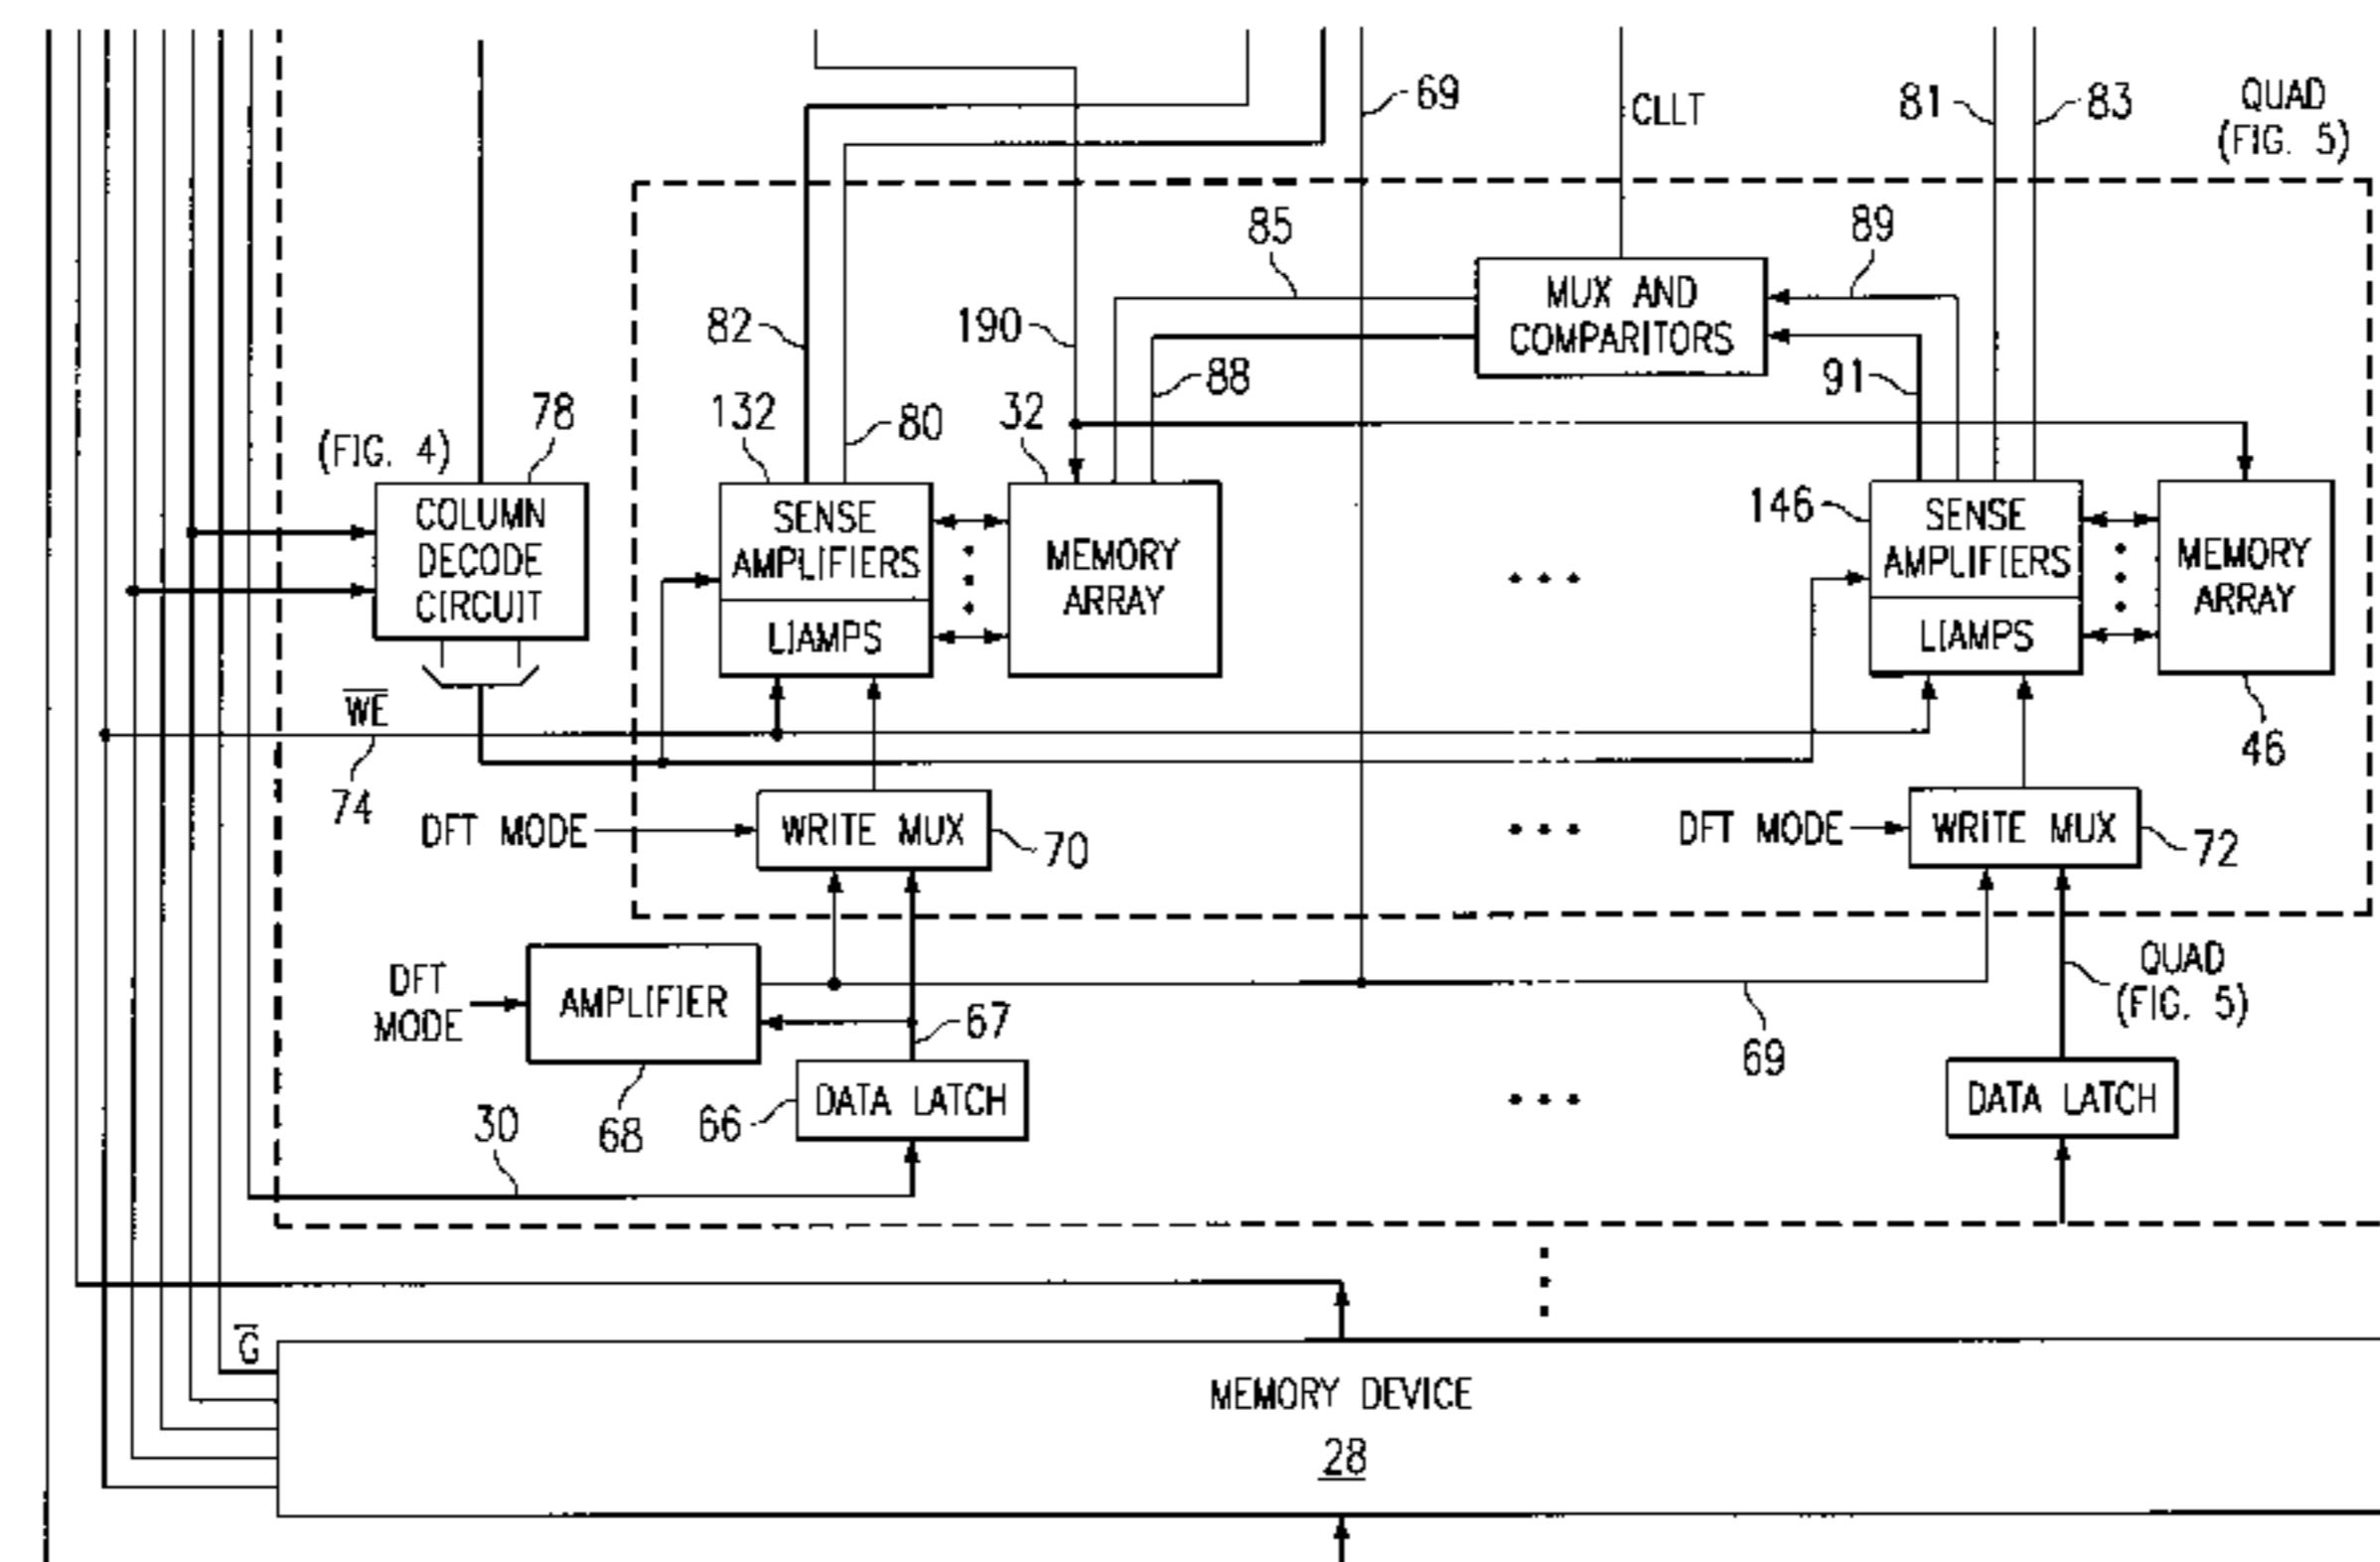 69
CLLT
81
83
QUAD
(FIG. 5)
85
89
MUX AND
COMPARITORS
82
190
88
91
(FIG. 4)
78
132
80
32
COLUMN
DECODE
CIRCUIT
SENSE
AMPLIFIERS
LIAMPS
MEMORY
ARRAY
146
SENSE
AMPLIFIERS
LIAMPS
MEMORY
ARRAY
WE
74
46
DFT MODE
WRITE MUX
70
DFT MODE
WRITE MUX
72
DFT
MODE
AMPLIFIER
67
69
QUAD
(FIG. 5)
30
68
66
DATA LATCH
DATA LATCH
G
MEMORY DEVICE
28